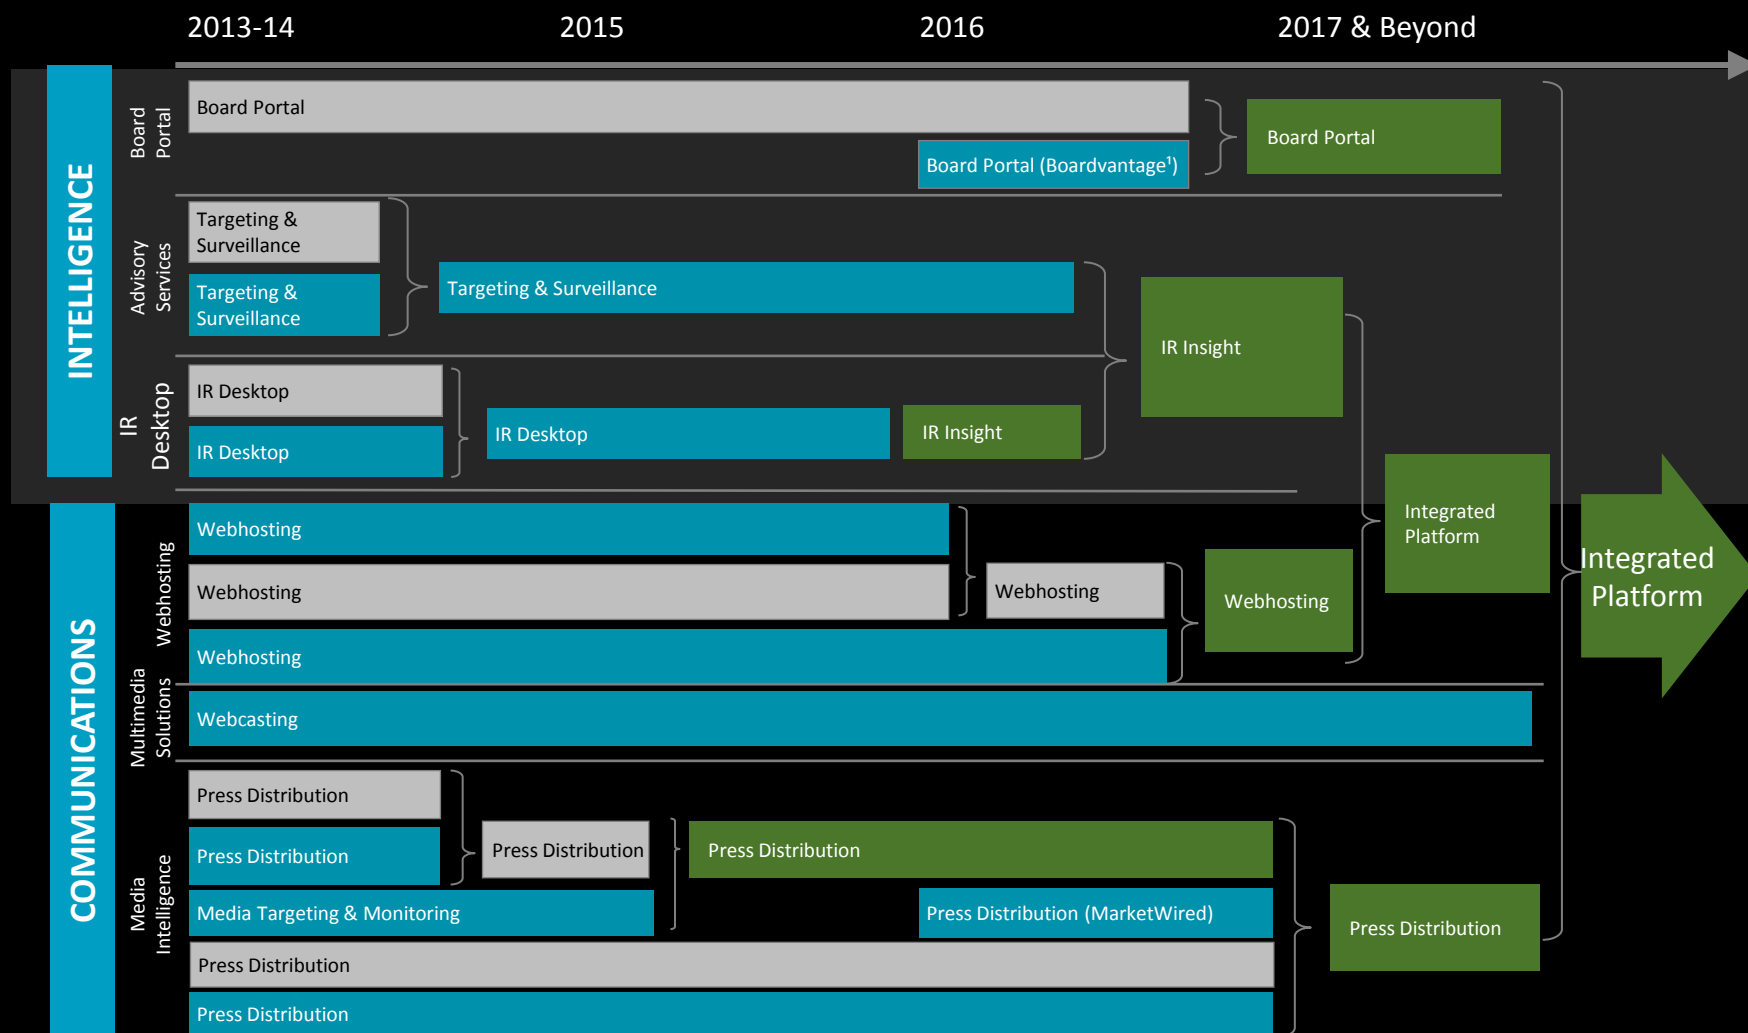 2013-14
2015
2016
2017 & Beyond
INTELLIGENCE
Board
Portal
Board Portal
Board Portal (Boardvantage¹)
Board Portal
Advisory
Services
Targeting &
Surveillance
Targeting &
Surveillance
Targeting & Surveillance
IR Insight
IR
Desktop
IR Desktop
IR Desktop
IR Desktop
IR Insight
COMMUNICATIONS
Webhosting
Webhosting
Webhosting
Webhosting
Webhosting
Webhosting
Integrated
Platform
Integrated
Platform
Multimedia
Solutions
Webcasting
Media
Intelligence
Press Distribution
Press Distribution
Press Distribution
Press Distribution
Media Targeting & Monitoring
Press Distribution (MarketWired)
Press Distribution
Press Distribution
Press Distribution